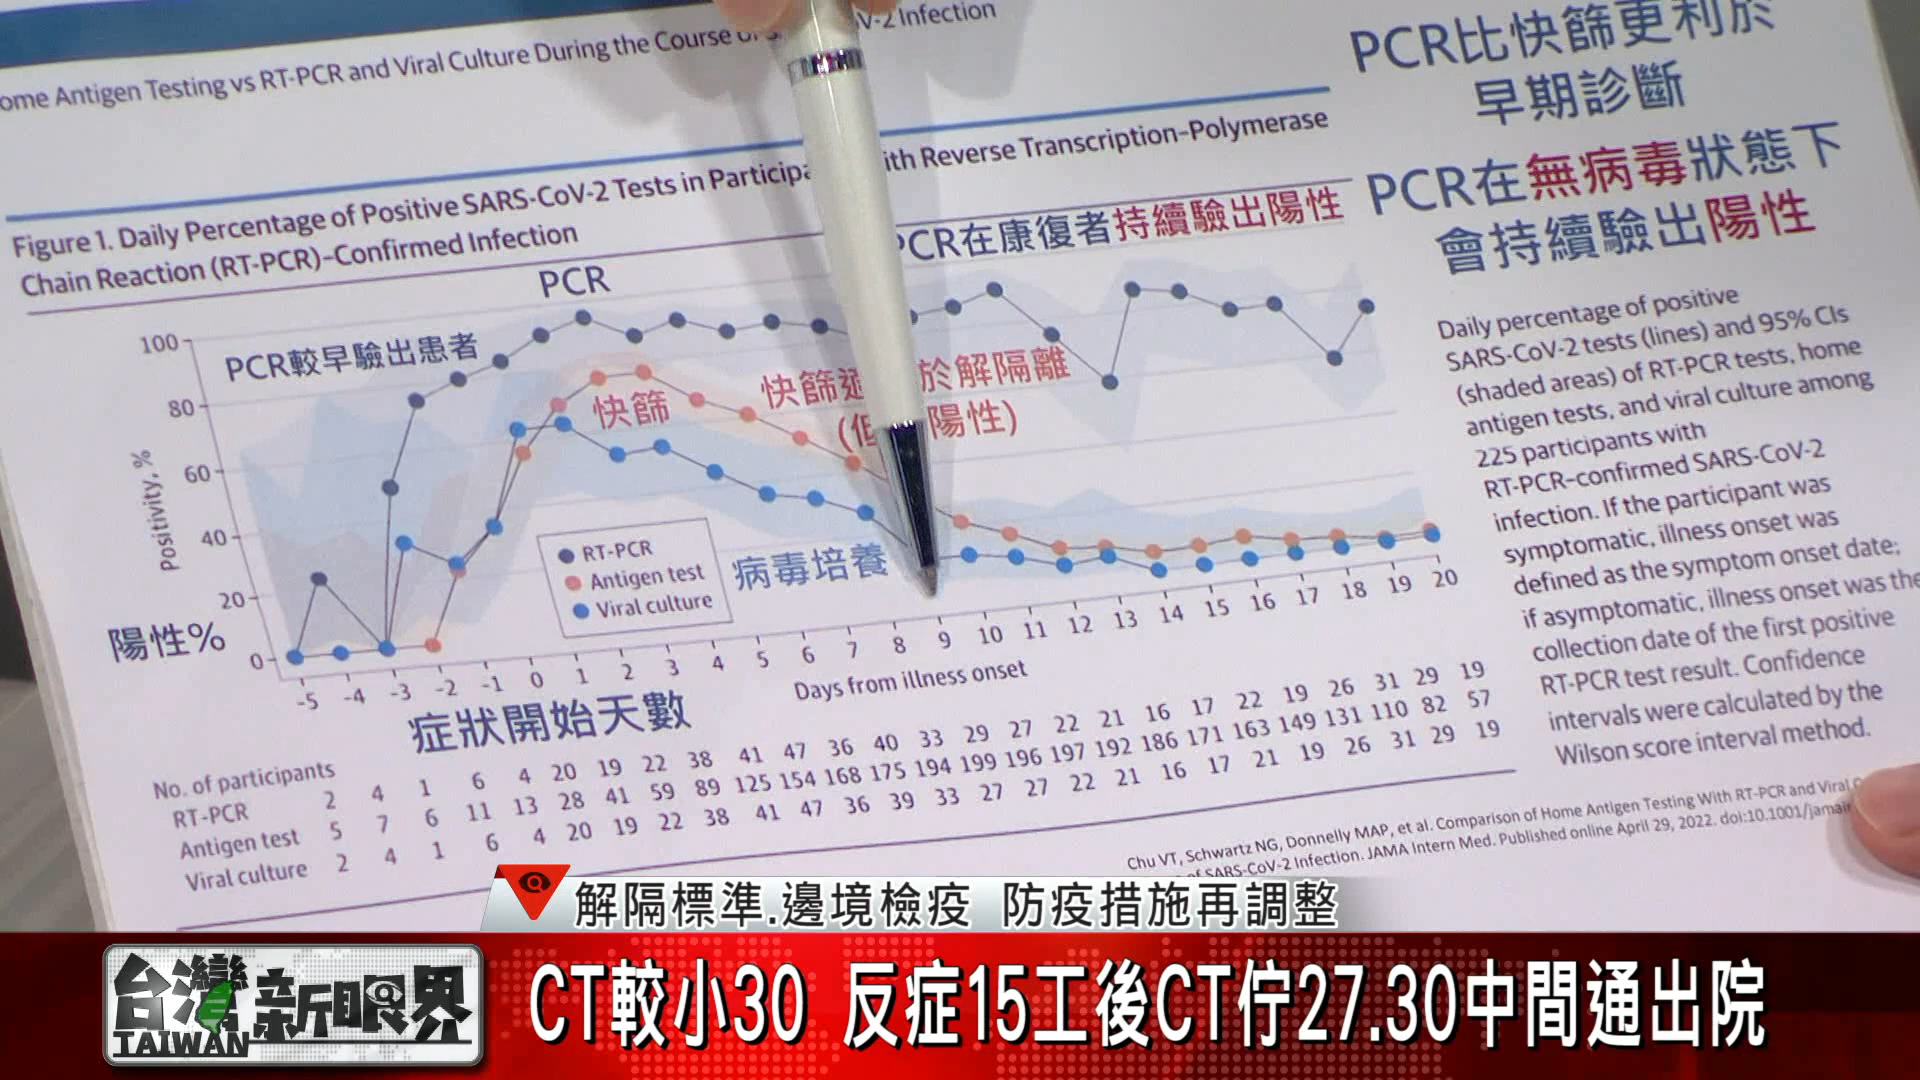 ome Antigen Testing vs RT-PCR and Viral Culture During the Course V-2 Infection
Figure 1. Daily Percentage of Positive SARS-CoV-2 Tests in ith Reverse Transcription–Polymerase
Chain Reaction (RT-PCR)–Confirmed Infection
PCR比快篩更利於
早期診斷
PCR在無病毒狀態下
會持續驗出陽性
PCR
PCR在康復者持續驗出陽性
PCR較早驗出患者
快篩
快篩 於解隔離
陽性)
病毒培養
Positivity, %
100
80
60
40
20
0
陽性%
RT-PCR
Antigen test
Viral culture
-5 -4 -3 -2 -1 0 1 2 3 4 5 6 7 8 9 10 11 12 13 14 15 16 17 18 19 20
Days from illness onset
症狀開始天數
No. of participants
RT-PCR 2 4 1 6 4 20 19 22 38 41 47 36 40 33 29 27 22 21 16 17 22 19 26 31 29 19
Antigen test 5 7 6 11 13 28 41 59 89 125 154 168 175 194 199 196 197 192 186 171 163 149 131 110 82 57
Viral culture 2 4 1 6 4 20 19 22 38 41 47 36 39 33 27 27 22 21 16 17 21 19 26 31 29 19
Daily percentage of positive
SARS-CoV-2 tests (lines) and 95% CIs
(shaded areas) of RT-PCR tests, home
antigen tests, and viral culture among
225 participants with
RT-PCR–confirmed SARS-CoV-2
infection. If the participant was
symptomatic, illness onset was
defined as the symptom onset date;
if asymptomatic, illness onset was the
collection date of the first positive
RT-PCR test result. Confidence
intervals were calculated by the
Wilson score interval method.
Chu VT, Schwartz NG, Donnelly MAP, et al. Comparison of Home Antigen Testing With RT-PCR and Viral
of SARS-CoV-2 Infection. JAMA Intern Med. Published online April 29, 2022. doi:10.1001/jamai
解隔標準.邊境檢疫 防疫措施再調整
台灣新眼界
TAIWAN
CT較小30 反症15工後CT佇27.30中間通出院